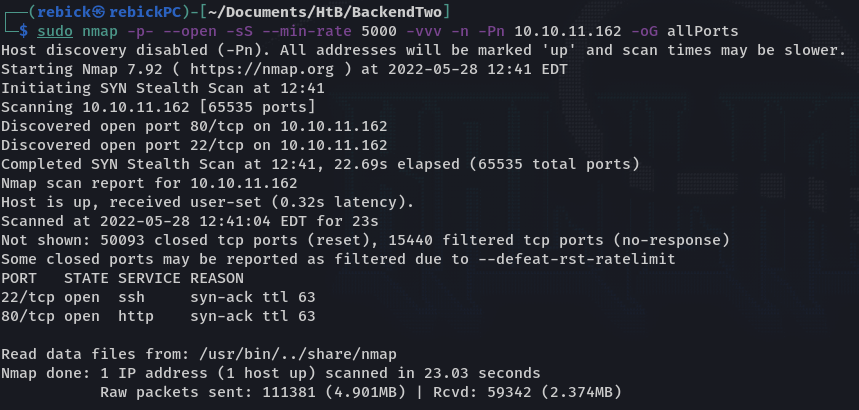 ┌──(rebick㉿rebickPC)-[~/Documents/HtB/BackendTwo]
└─$ sudo nmap -p- --open -sS --min-rate 5000 -vvv -n -Pn 10.10.11.162 -oG allPorts
Host discovery disabled (-Pn). All addresses will be marked 'up' and scan times may be slower.
Starting Nmap 7.92 ( https://nmap.org ) at 2022-05-28 12:41 EDT
Initiating SYN Stealth Scan at 12:41
Scanning 10.10.11.162 [65535 ports]
Discovered open port 80/tcp on 10.10.11.162
Discovered open port 22/tcp on 10.10.11.162
Completed SYN Stealth Scan at 12:41, 22.69s elapsed (65535 total ports)
Nmap scan report for 10.10.11.162
Host is up, received user-set (0.32s latency).
Scanned at 2022-05-28 12:41:04 EDT for 23s
Not shown: 50093 closed tcp ports (reset), 15440 filtered tcp ports (no-response)
Some closed ports may be reported as filtered due to --defeat-rst-ratelimit
PORT   STATE SERVICE REASON
22/tcp open  ssh     syn-ack ttl 63
80/tcp open  http    syn-ack ttl 63
Read data files from: /usr/bin/../share/nmap
Nmap done: 1 IP address (1 host up) scanned in 23.03 seconds
           Raw packets sent: 111381 (4.901MB) | Rcvd: 59342 (2.374MB)